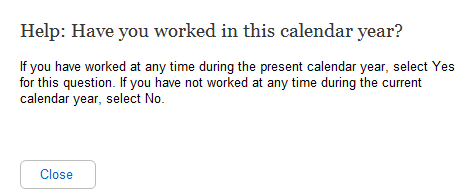 Help: Have you worked in this calendar year?
If you have worked at any time during the present calendar year, select Yes
for this question. If you have not worked at any time during the current
calendar year, select No.
Close